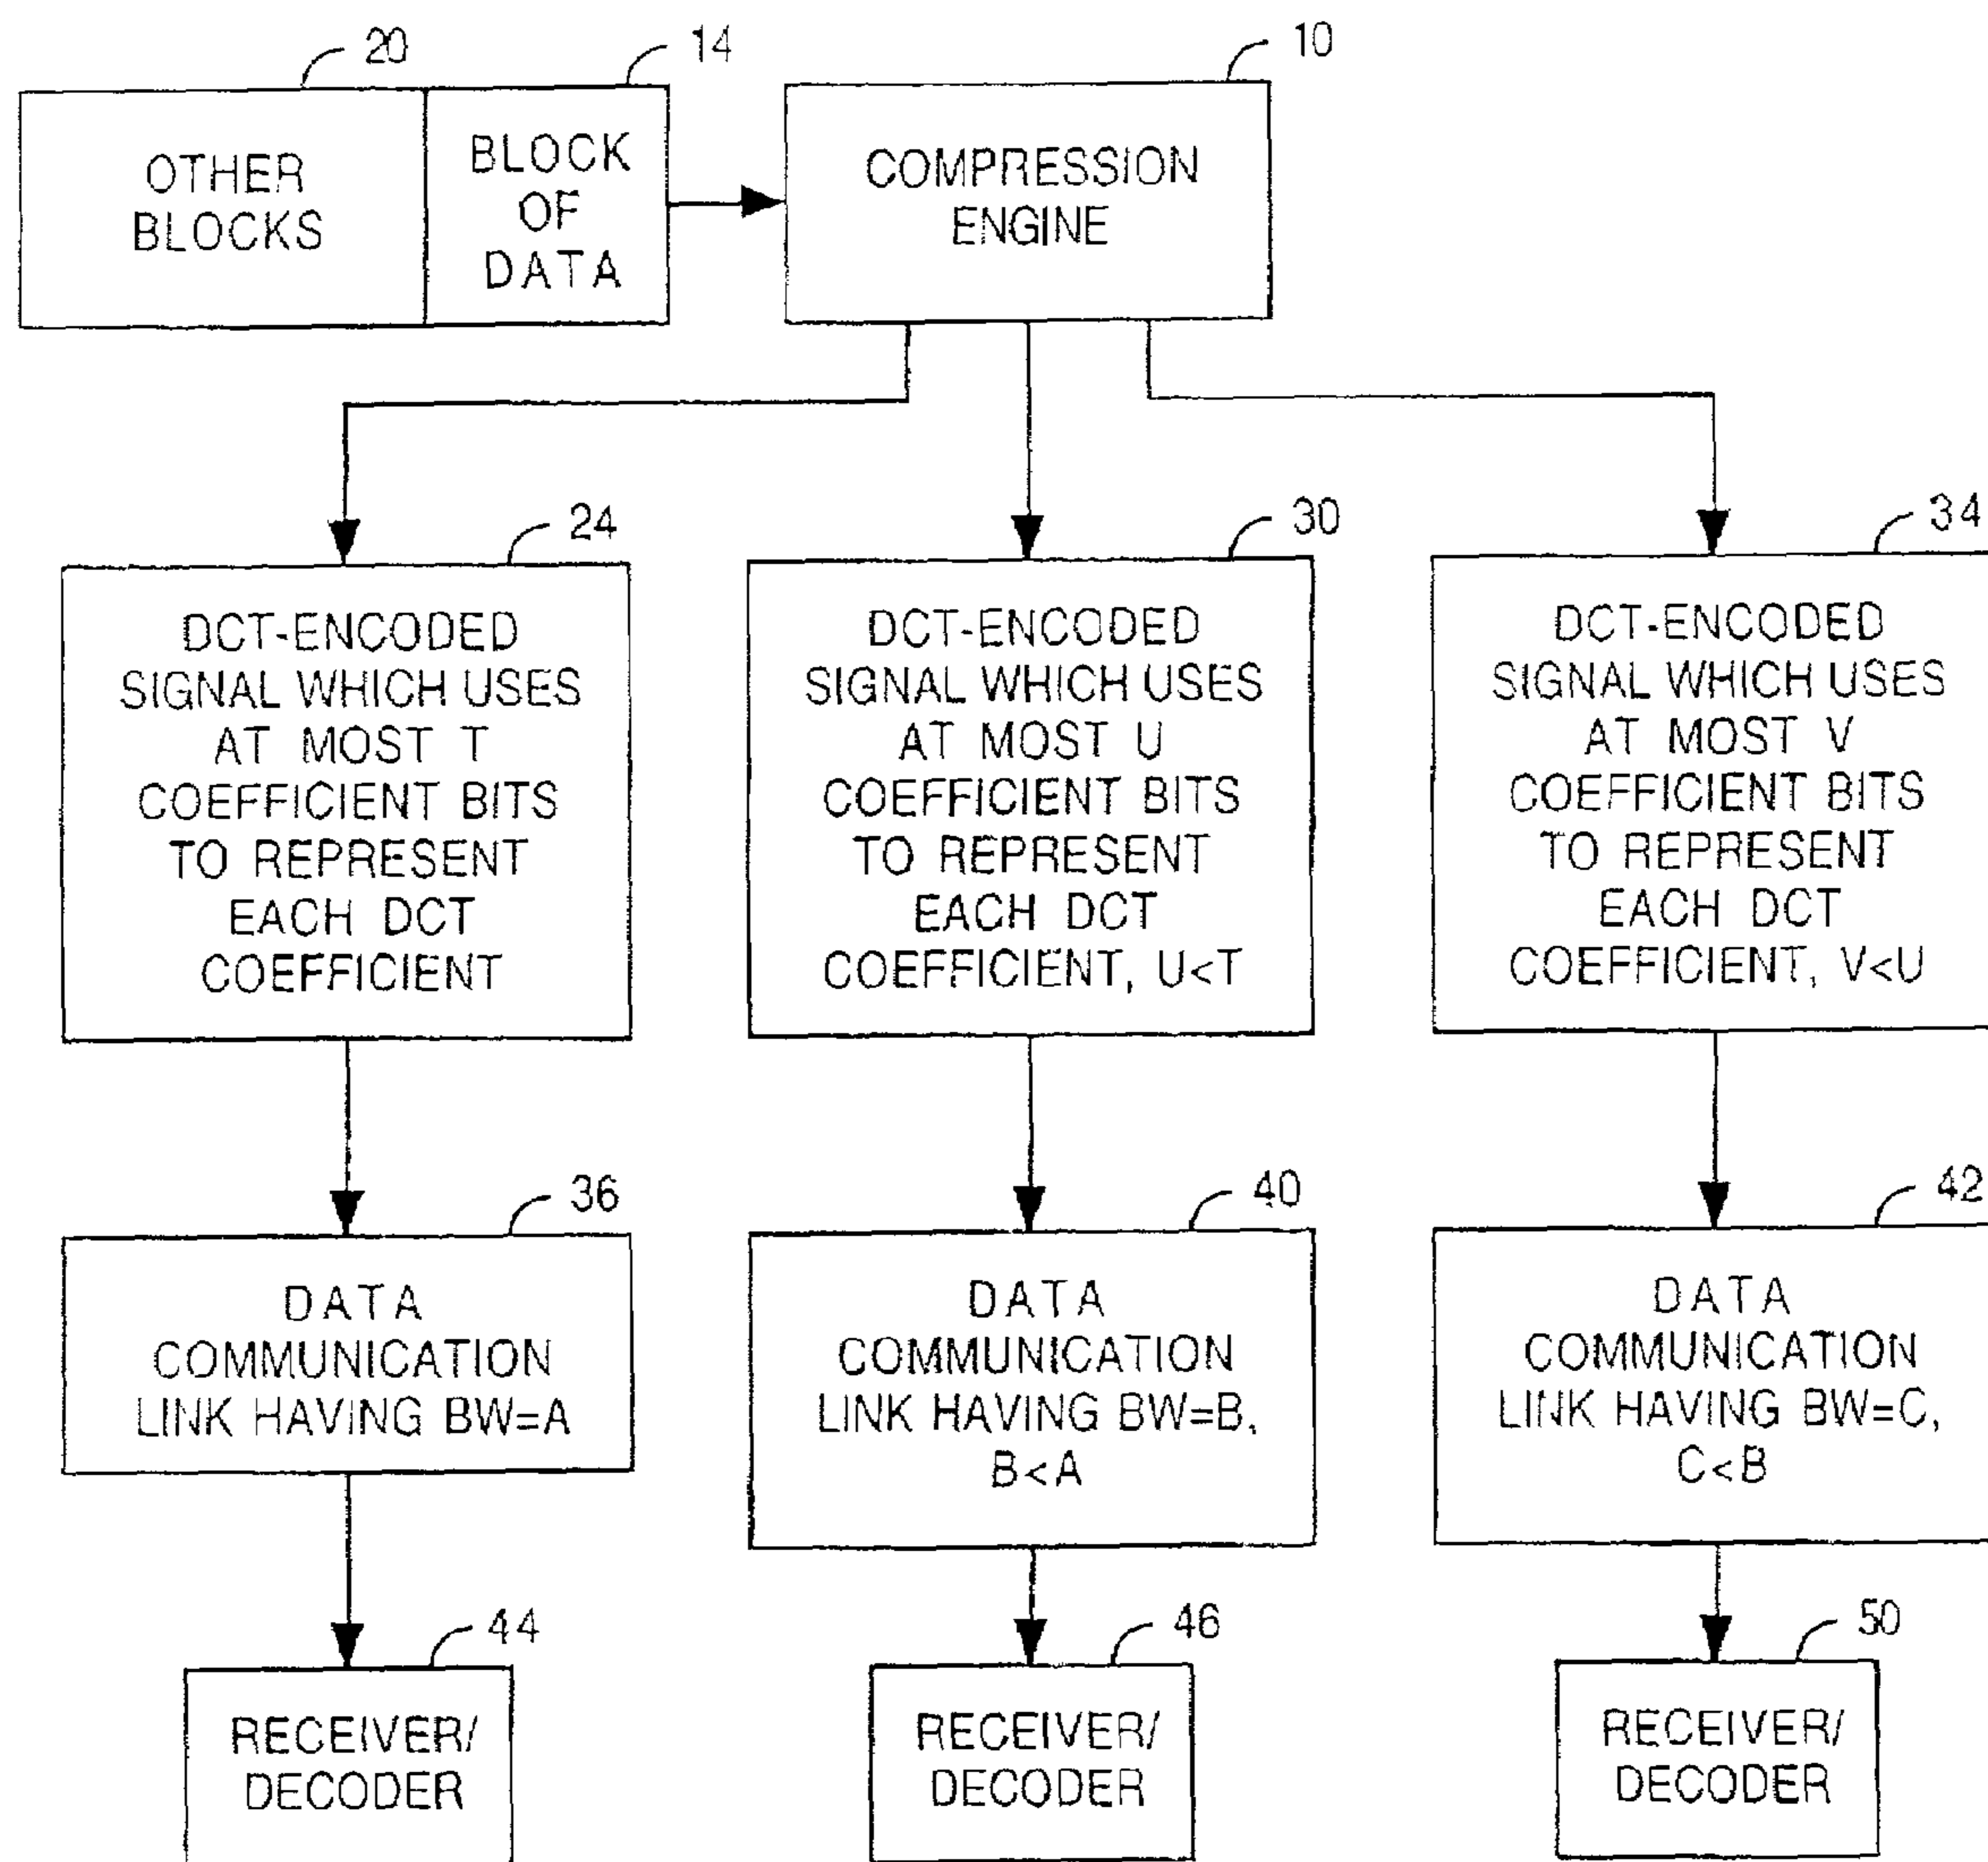 20
14
10
OTHER
BLOCKS
BLOCK
OF
DATA
COMPRESSION
ENGINE
24
DCT-ENCODED
SIGNAL WHICH USES
AT MOST T
COEFFICIENT BITS
TO REPRESENT
EACH DCT
COEFFICIENT
30
DCT-ENCODED
SIGNAL WHICH USES
AT MOST U
COEFFICIENT BITS
TO REPRESENT
EACH DCT
COEFFICIENT, U<T
34
DCT-ENCODED
SIGNAL WHICH USES
AT MOST V
COEFFICIENT BITS
TO REPRESENT
EACH DCT
COEFFICIENT, V<U
36
DATA
COMMUNICATION
LINK HAVING BW=A
40
DATA
COMMUNICATION
LINK HAVING BW=B,
B<A
42
DATA
COMMUNICATION
LINK HAVING BW=C,
C<B
44
RECEIVER/
DECODER
46
RECEIVER/
DECODER
50
RECEIVER/
DECODER